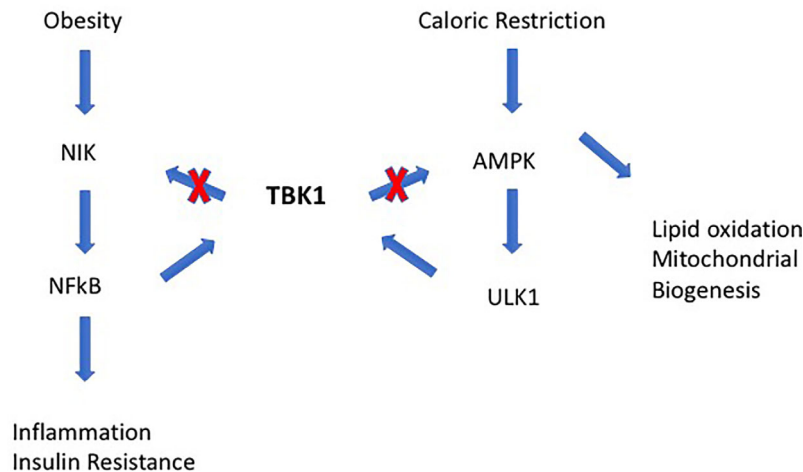 Obesity
Caloric Restriction
NIK
AMPK
TBK1
Lipid oxidation
Mitochondrial
Biogenesis
NFkB
ULK1
Inflammation
Insulin Resistance